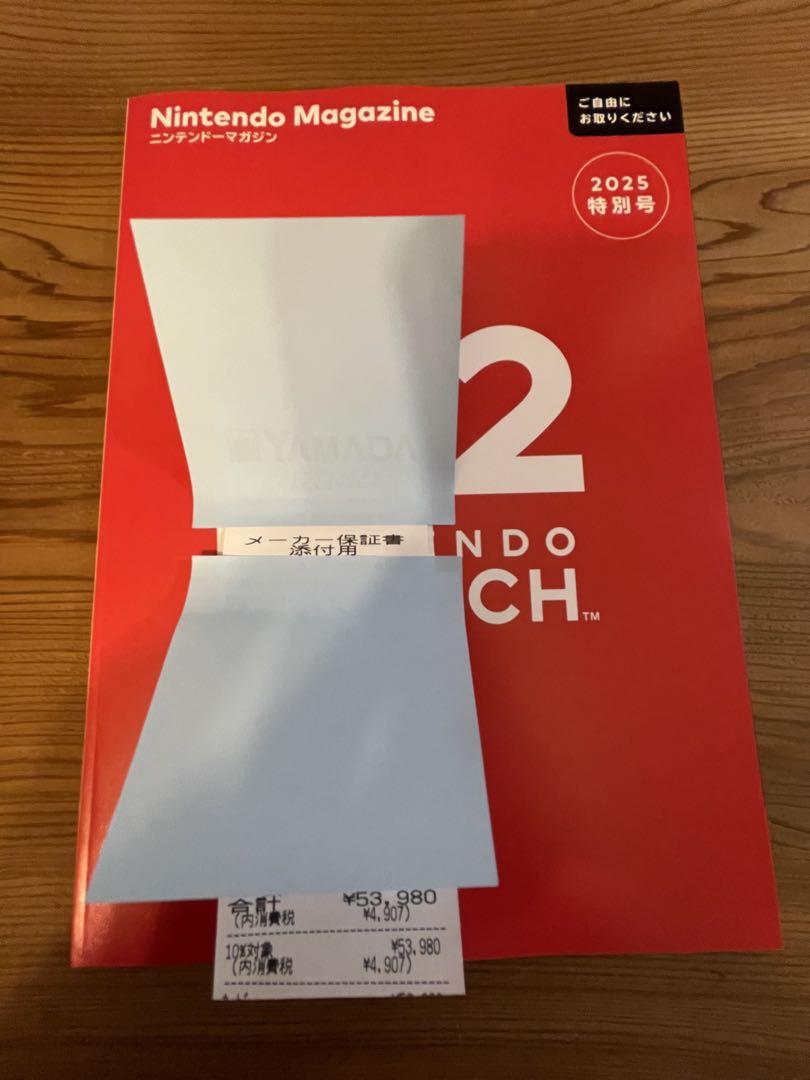 Nintendo Magazine
ニンテンドーマガジン
ご自由に
お取りください
2025
特別号
2
NDO
CH™
メーカー保証書
添付用
合計 ¥53,980
(内消費税 ¥4,907)
10%対象 ¥53,980
(内消費税 ¥4,907)